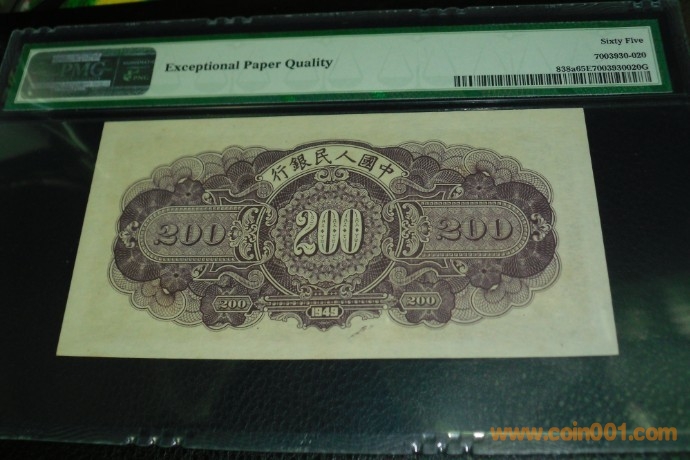 PMG
Exceptional Paper Quality
Sixty Five
7003930-020
838a65E7003930020G
行銀民人國中
200
200
200
200
200
1949
www.coin001.com